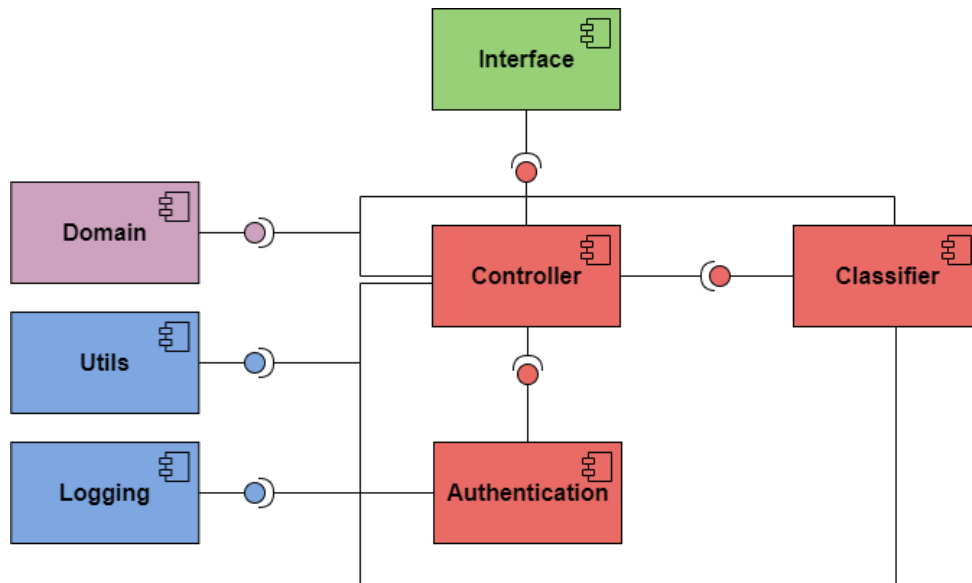 Interface
Domain
Controller
Classifier
Utils
Logging
Authentication